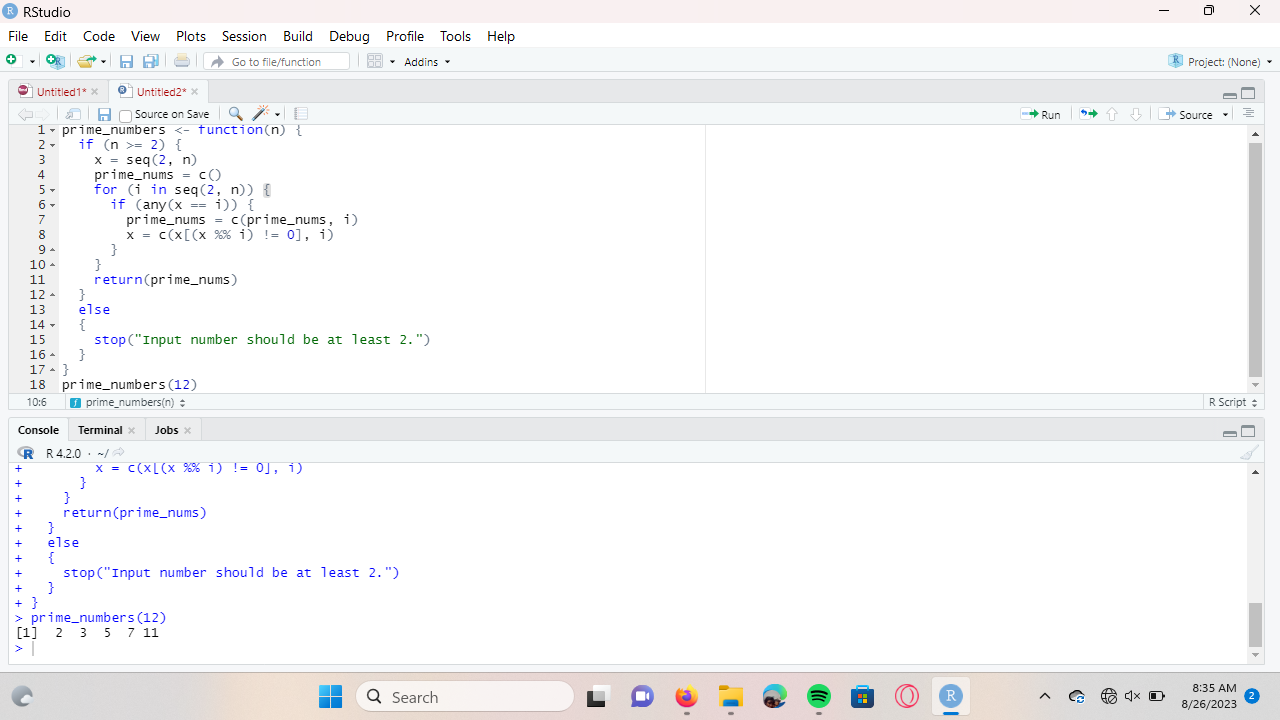 RStudio
File Edit Code View Plots Session Build Debug Profile Tools Help
Go to file/function Addins Project: (None)
Untitled1* Untitled2*
Source on Save Run Source
1 prime_numbers <- function(n) {
2 if (n >= 2) {
3 x = seq(2, n)
4 prime_nums = c()
5 for (i in seq(2, n)) {
6 if (any(x == i)) {
7 prime_nums = c(prime_nums, i)
8 x = c(x[(x %% i) != 0], i)
9 }
10 }
11 return(prime_nums)
12 }
13 else
14 {
15 stop("Input number should be at least 2.")
16 }
17 }
18 prime_numbers(12)
10:6 prime_numbers(n) R Script
Console Terminal Jobs
R 4.2.0 · ~/
+ x = c(x[(x %% i) != 0], i)
+ }
+ }
+ return(prime_nums)
+ }
+ else
+ {
+ stop("Input number should be at least 2.")
+ }
+ }
> prime_numbers(12)
[1] 2 3 5 7 11
>
Search
8:35 AM
8/26/2023
2